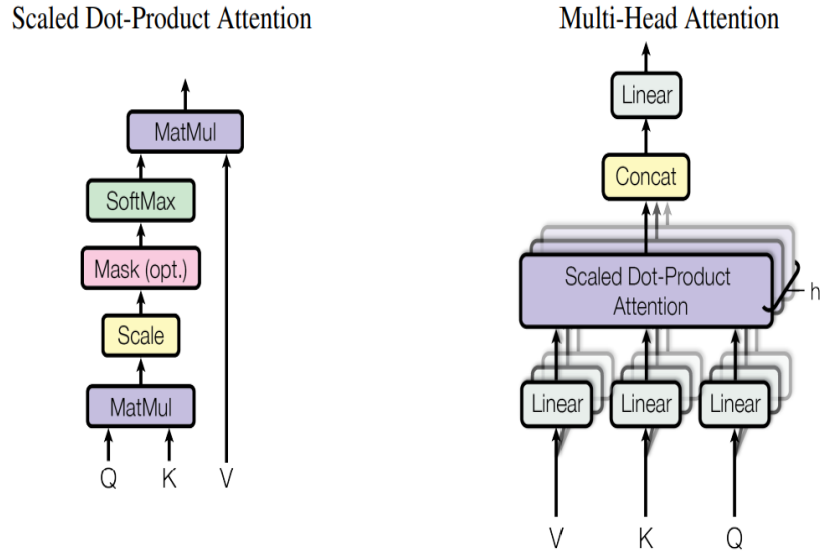 Scaled Dot-Product Attention
MatMul
SoftMax
Mask (opt.)
Scale
MatMul
Q K V
Multi-Head Attention
Linear
Concat
Scaled Dot-Product
Attention
h
Linear Linear Linear
V K Q